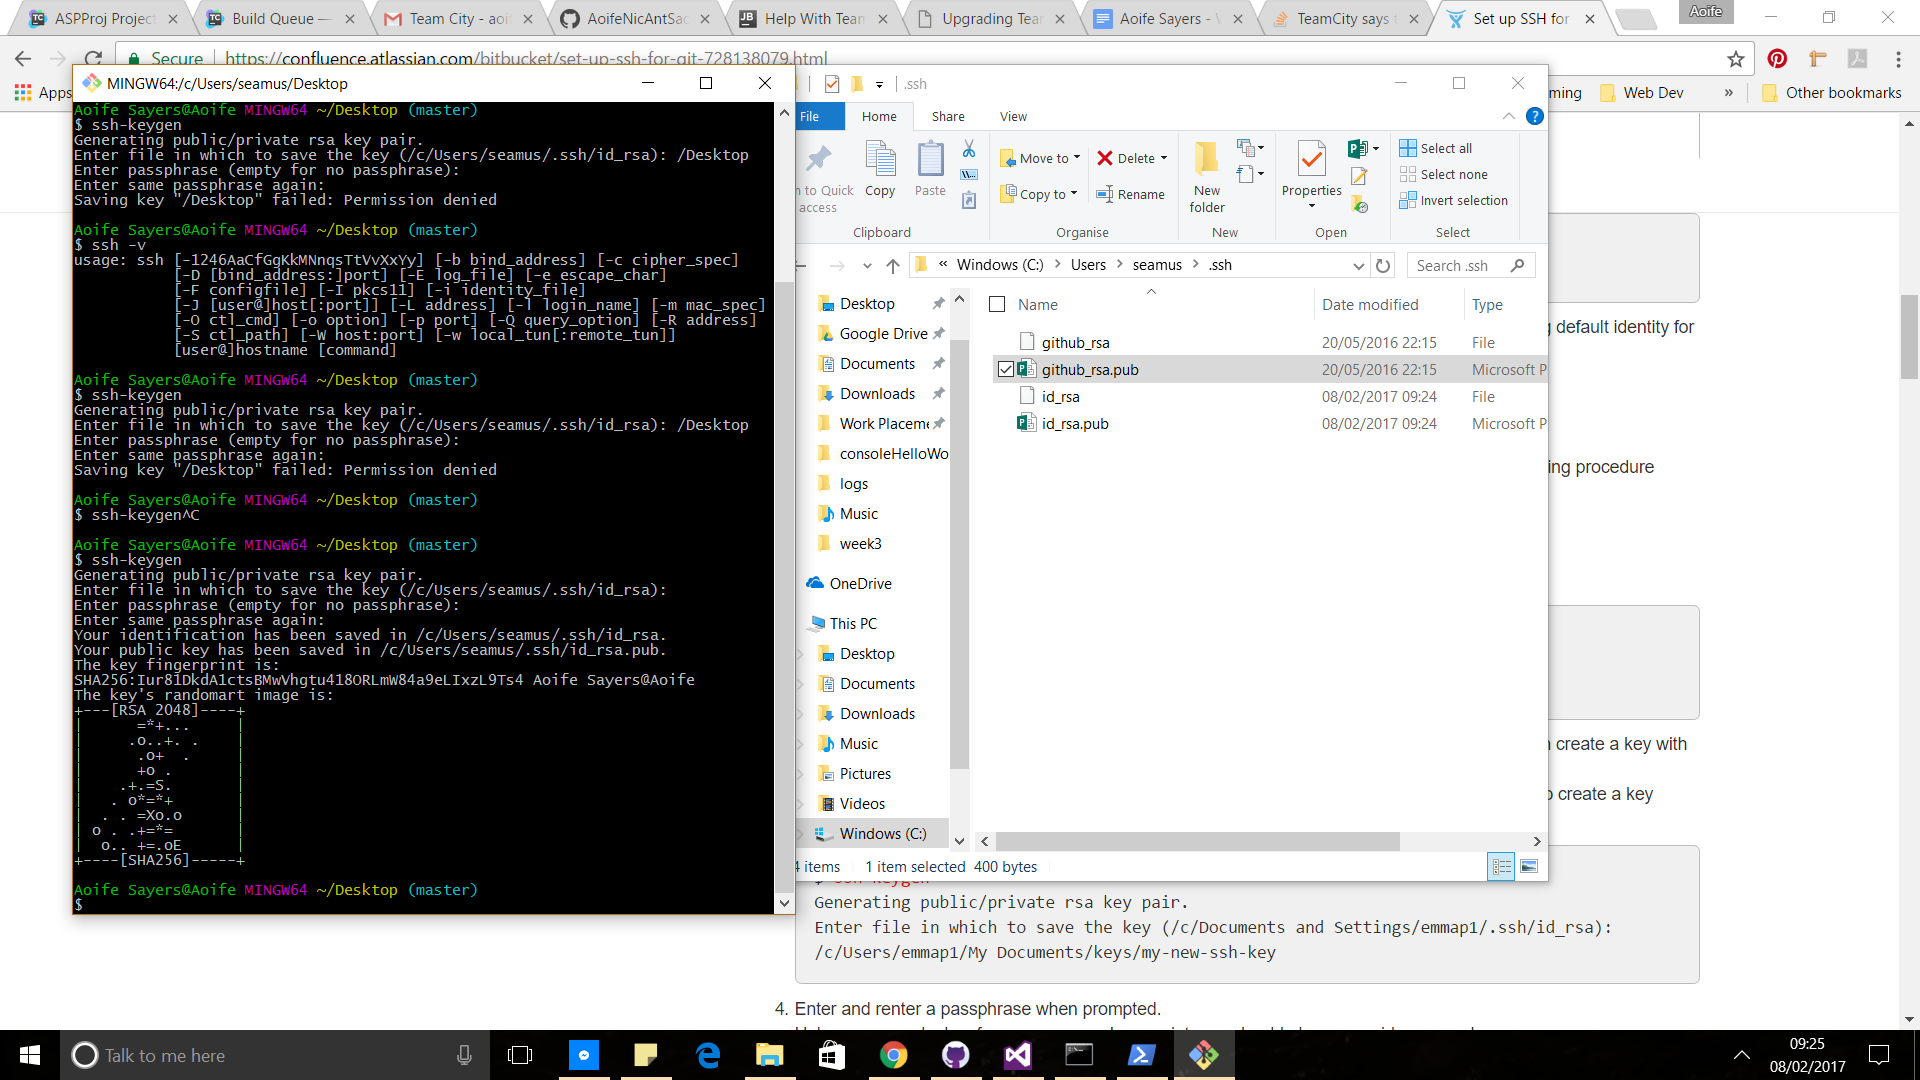 ASPProj Project
Build Queue —
Team City - aoif
AoifeNicAntSac
Help With Team
Upgrading Tea
Aoife Sayers - W
TeamCity says t
Set up SSH for
Aoife
Secure
https://confluence.atlassian.com/bitbucket/set-up-ssh-for-git-728138079.html
Apps
ming
Web Dev
»
Other bookmarks
MINGW64:/c/Users/seamus/Desktop
Aoife Sayers@Aoife MINGW64 ~/Desktop (master)
$ ssh-keygen
Generating public/private rsa key pair.
Enter file in which to save the key (/c/Users/seamus/.ssh/id_rsa): /Desktop
Enter passphrase (empty for no passphrase):
Enter same passphrase again:
Saving key "/Desktop" failed: Permission denied
Aoife Sayers@Aoife MINGW64 ~/Desktop (master)
$ ssh -v
usage: ssh [-1246AaCfGgKkMNnqsTtVvXxYy] [-b bind_address] [-c cipher_spec]
[-D [bind_address:]port] [-E log_file] [-e escape_char]
[-F configfile] [-I pkcs11] [-i identity_file]
[-J [user@]host[:port]] [-L address] [-l login_name] [-m mac_spec]
[-O ctl_cmd] [-o option] [-p port] [-Q query_option] [-R address]
[-S ctl_path] [-W host:port] [-w local_tun[:remote_tun]]
[user@]hostname [command]
Aoife Sayers@Aoife MINGW64 ~/Desktop (master)
$ ssh-keygen
Generating public/private rsa key pair.
Enter file in which to save the key (/c/Users/seamus/.ssh/id_rsa): /Desktop
Enter passphrase (empty for no passphrase):
Enter same passphrase again:
Saving key "/Desktop" failed: Permission denied
Aoife Sayers@Aoife MINGW64 ~/Desktop (master)
$ ssh-keygen^C
Aoife Sayers@Aoife MINGW64 ~/Desktop (master)
$ ssh-keygen
Generating public/private rsa key pair.
Enter file in which to save the key (/c/Users/seamus/.ssh/id_rsa):
Enter passphrase (empty for no passphrase):
Enter same passphrase again:
Your identification has been saved in /c/Users/seamus/.ssh/id_rsa.
Your public key has been saved in /c/Users/seamus/.ssh/id_rsa.pub.
The key fingerprint is:
SHA256:Iur81DkdA1ctsBMwVhgtu418ORLmW84a9eLIxzL9Ts4 Aoife Sayers@Aoife
The key's randomart image is:
+---[RSA 2048]----+
|      =*+...     |
|     .o..+. .    |
|      .o+  .     |
|      +o .       |
|    .+.=S.       |
|   . o*=*+       |
|  . . =Xo.o      |
| o . .+=*=       |
|  o.. +=.oE      |
+----[SHA256]-----+
Aoife Sayers@Aoife MINGW64 ~/Desktop (master)
$
.ssh
File
Home
Share
View
n to Quick
access
Copy
Paste
Clipboard
Move to
Copy to
Delete
Rename
Organise
New
folder
New
Properties
Open
Select all
Select none
Invert selection
Select
« Windows (C:) > Users > seamus > .ssh
Search .ssh
Desktop
Google Drive
Documents
Downloads
Work Placeme
consoleHelloWo
logs
Music
week3
OneDrive
This PC
Desktop
Documents
Downloads
Music
Pictures
Videos
Windows (C:)
Name
Date modified
Type
github_rsa
20/05/2016 22:15
File
github_rsa.pub
20/05/2016 22:15
Microsoft P
id_rsa
08/02/2017 09:24
File
id_rsa.pub
08/02/2017 09:24
Microsoft P
4 items
1 item selected 400 bytes
g default identity for
ing procedure
n create a key with
o create a key
$ ssh-keygen
Generating public/private rsa key pair.
Enter file in which to save the key (/c/Documents and Settings/emmap1/.ssh/id_rsa):
/c/Users/emmap1/My Documents/keys/my-new-ssh-key
4. Enter and renter a passphrase when prompted.
Talk to me here
09:25
08/02/2017